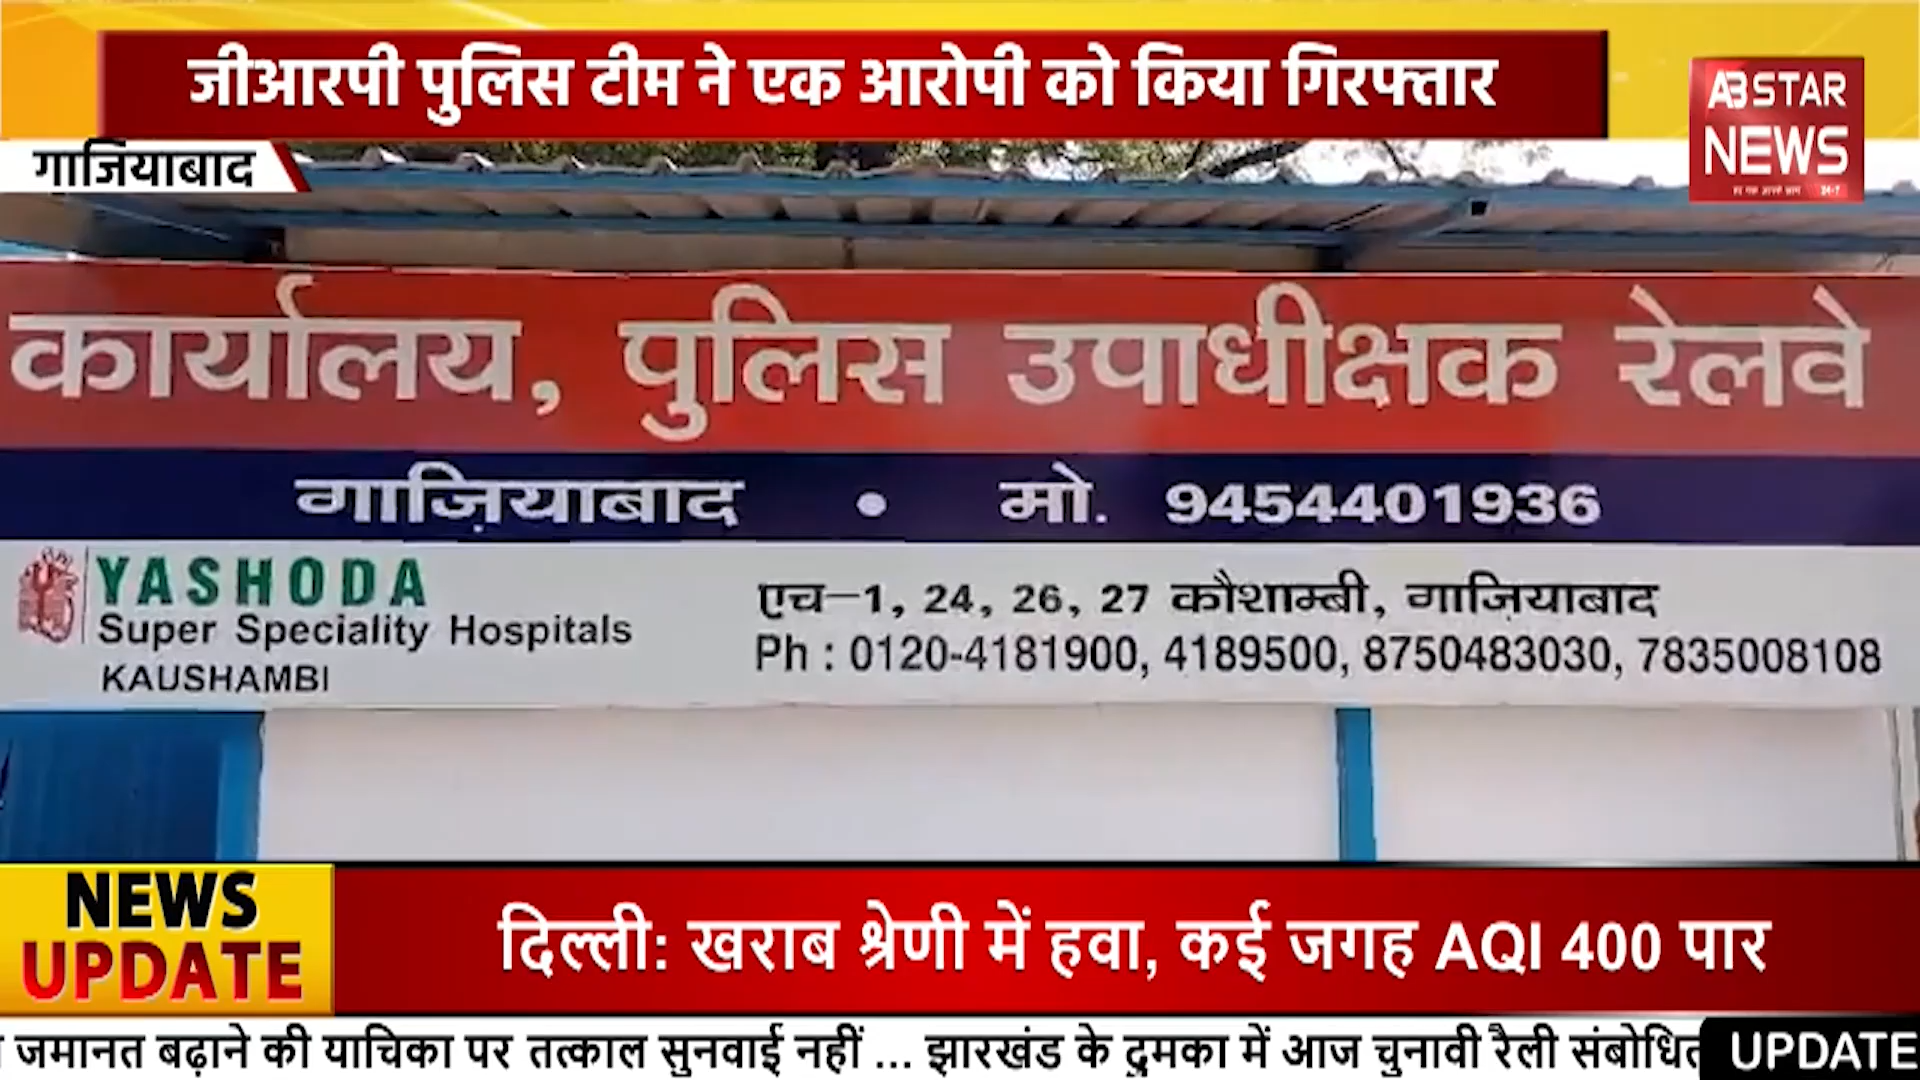 जीआरपी पुलिस टीम ने एक आरोपी को किया गिरफ्तार
AB STAR
NEWS
24x7
गाजियाबाद
कार्यालय, पुलिस उपाधीक्षक रेलवे
गाज़ियाबाद • मो. 9454401936
YASHODA
Super Speciality Hospitals
KAUSHAMBI
एच-1, 24, 26, 27 कौशाम्बी, गाज़ियाबाद
Ph : 0120-4181900, 4189500, 8750483030, 7835008108
NEWS
UPDATE
दिल्ली: खराब श्रेणी में हवा, कई जगह AQI 400 पार
जमानत बढ़ाने की याचिका पर तत्काल सुनवाई नहीं ... झारखंड के दुमका में आज चुनावी रैली संबोधित
UPDATE